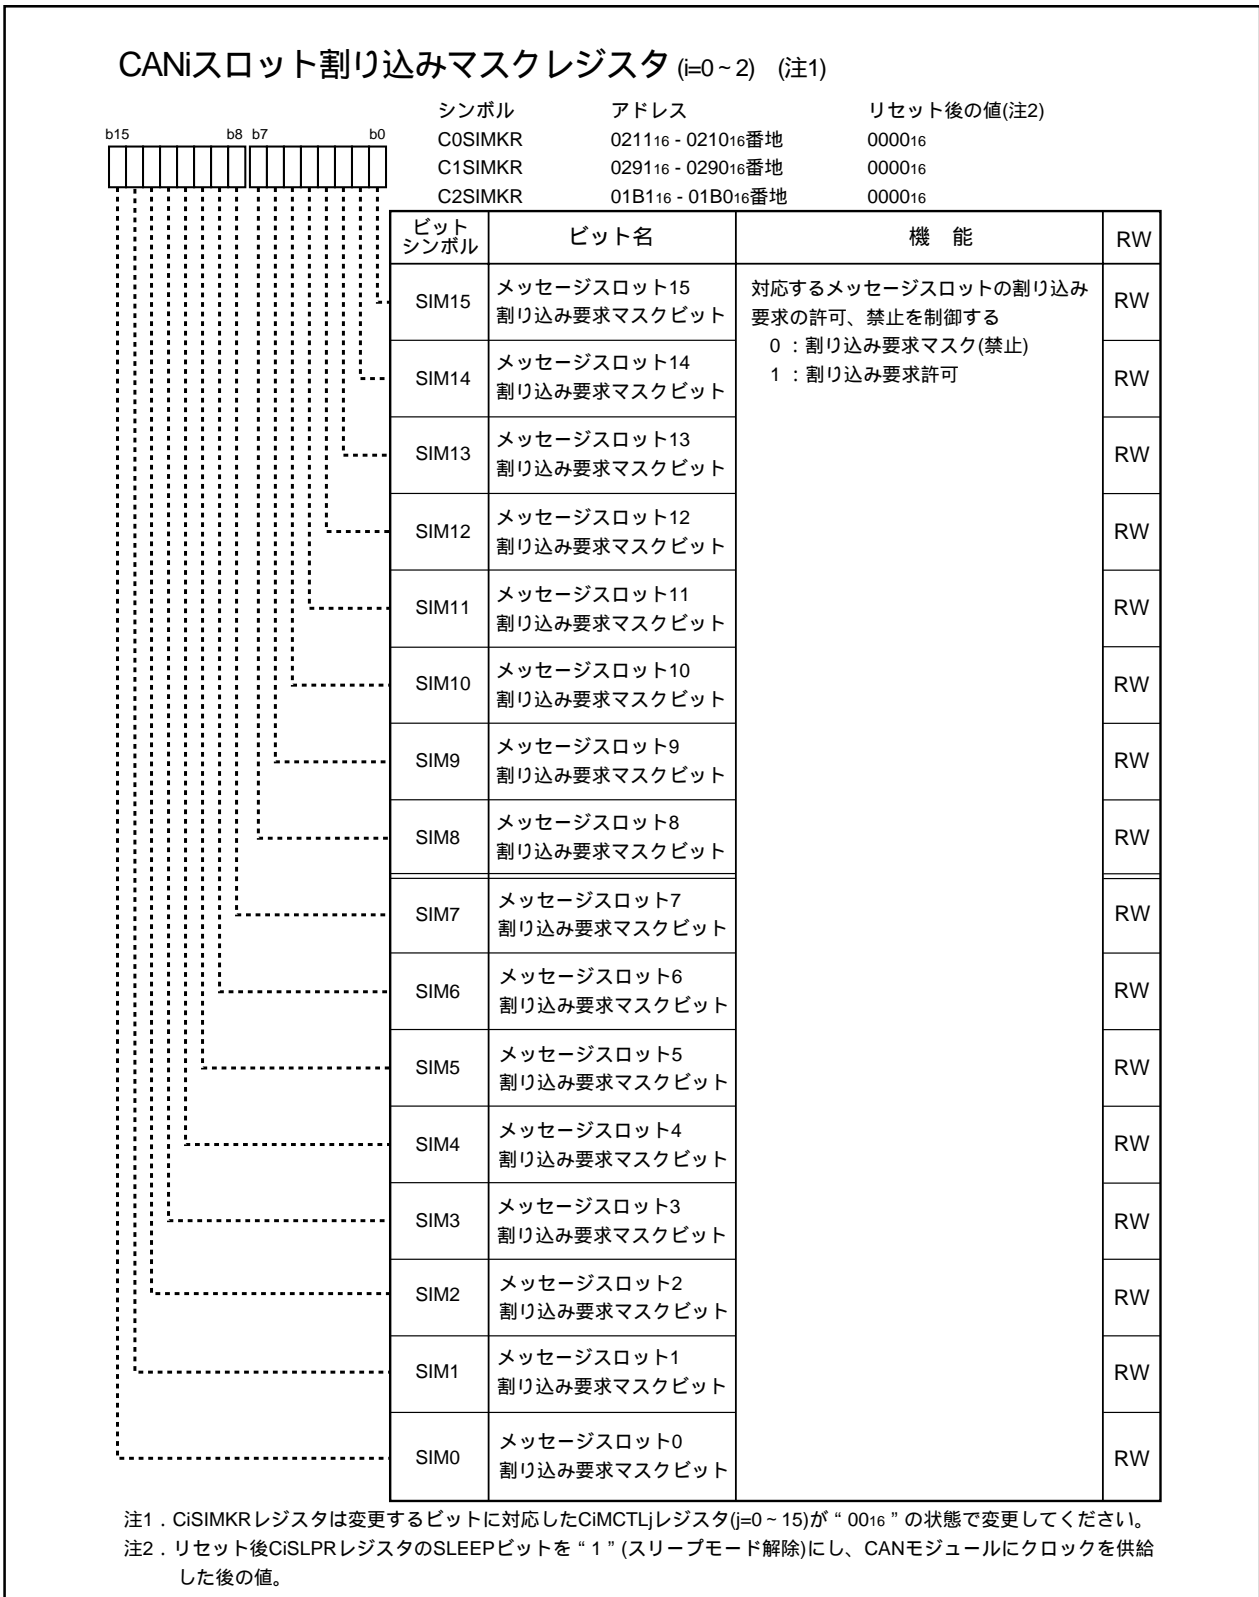 CANiスロット割り込みマスクレジスタ (i=0~2) (注1)
シンボル アドレス リセット後の値(注2)
C0SIMKR 021116 - 021016番地 000016
C1SIMKR 029116 - 029016番地 000016
C2SIMKR 01B116 - 01B016番地 000016
b15 b8 b7 b0
ビット
シンボル ビット名 機 能 RW
SIM15 メッセージスロット15
割り込み要求マスクビット RW
対応するメッセージスロットの割り込み
要求の許可、禁止を制御する
0 : 割り込み要求マスク(禁止)
1 : 割り込み要求許可
SIM14 メッセージスロット14
割り込み要求マスクビット RW
SIM13 メッセージスロット13
割り込み要求マスクビット RW
SIM12 メッセージスロット12
割り込み要求マスクビット RW
SIM11 メッセージスロット11
割り込み要求マスクビット RW
SIM10 メッセージスロット10
割り込み要求マスクビット RW
SIM9 メッセージスロット9
割り込み要求マスクビット RW
SIM8 メッセージスロット8
割り込み要求マスクビット RW
SIM7 メッセージスロット7
割り込み要求マスクビット RW
SIM6 メッセージスロット6
割り込み要求マスクビット RW
SIM5 メッセージスロット5
割り込み要求マスクビット RW
SIM4 メッセージスロット4
割り込み要求マスクビット RW
SIM3 メッセージスロット3
割り込み要求マスクビット RW
SIM2 メッセージスロット2
割り込み要求マスクビット RW
SIM1 メッセージスロット1
割り込み要求マスクビット RW
SIM0 メッセージスロット0
割り込み要求マスクビット RW
注1．CiSIMKRレジスタは変更するビットに対応したCiMCTLjレジスタ(j=0~15)が“0016”の状態で変更してください。
注2．リセット後CiSLPRレジスタのSLEEPビットを“1”(スリープモード解除)にし、CANモジュールにクロックを供給
した後の値。